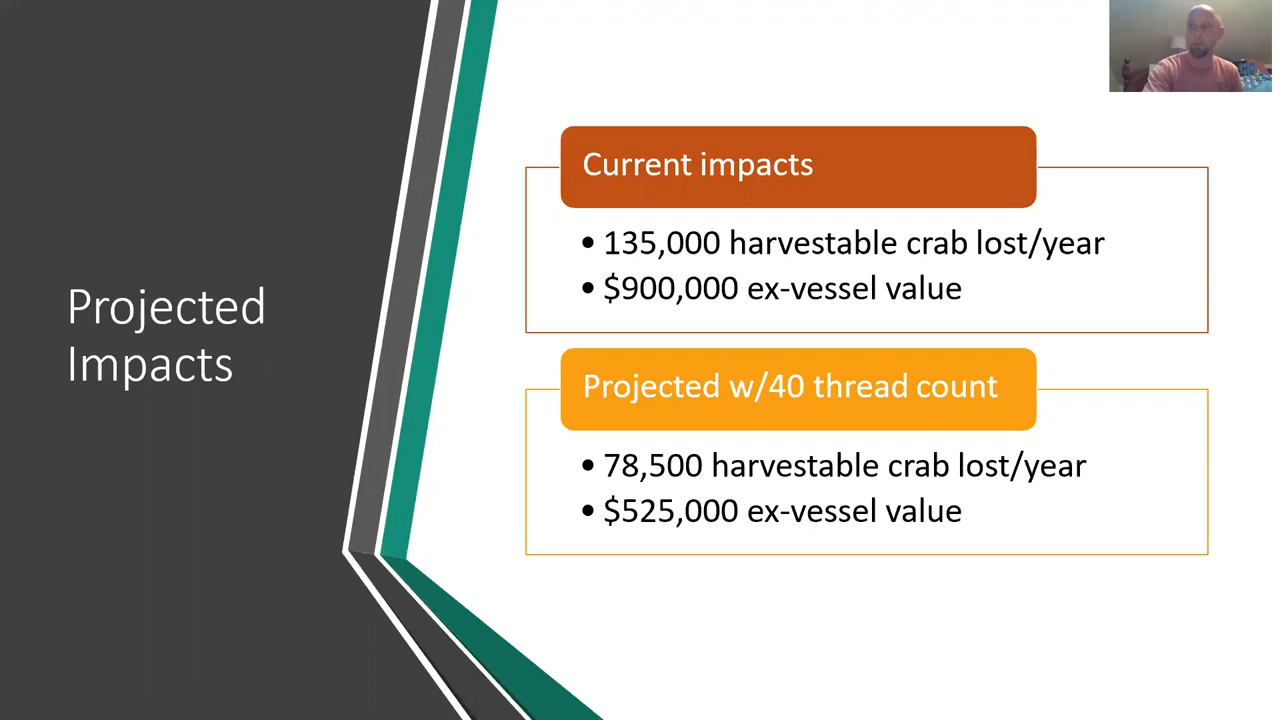 Projected
Impacts
Current impacts
• 135,000 harvestable crab lost/year
• $900,000 ex-vessel value
Projected w/40 thread count
• 78,500 harvestable crab lost/year
• $525,000 ex-vessel value